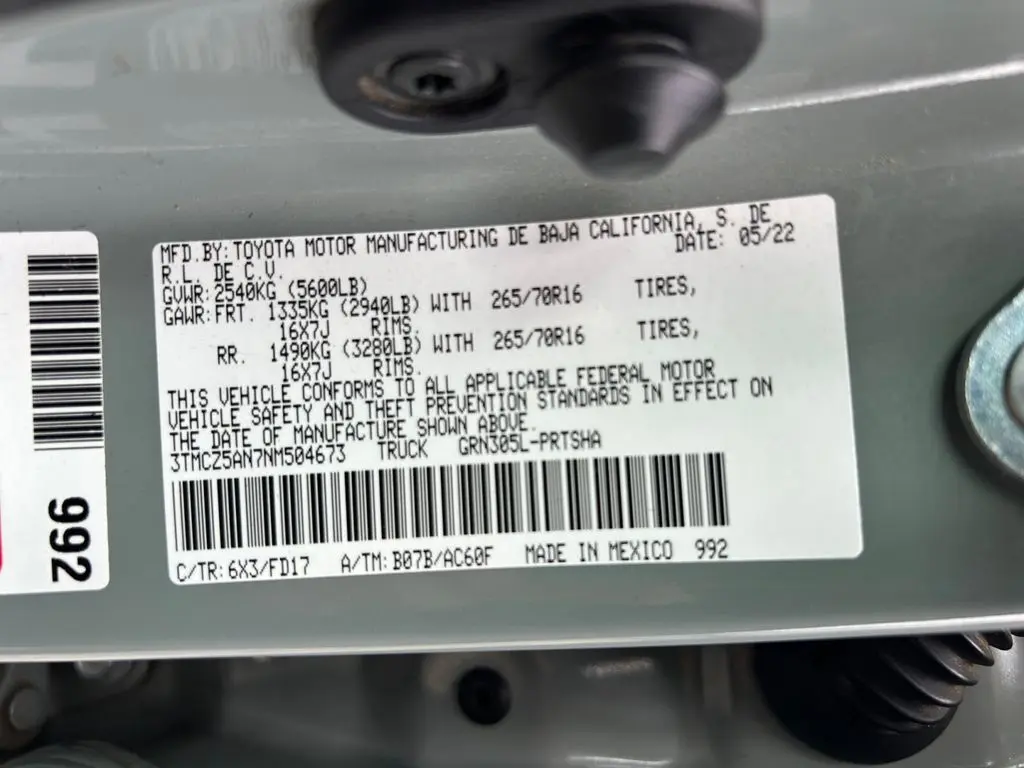 MFD.BY:TOYOTA MOTOR MANUFACTURING DE BAJA CALIFORNIA, S. DE
R.L. DE C.V. DATE: 05/22
GVWR:2540KG (5600LB)
GAWR:FRT. 1335KG (2940LB) WITH 265/70R16 TIRES,
16X7J RIMS.
RR. 1490KG (3280LB) WITH 265/70R16 TIRES,
16X7J RIMS.
THIS VEHICLE CONFORMS TO ALL APPLICABLE FEDERAL MOTOR
VEHICLE SAFETY AND THEFT PREVENTION STANDARDS IN EFFECT ON
THE DATE OF MANUFACTURE SHOWN ABOVE.
3TMCZ5AN7NM504673 TRUCK GRN305L-PRTSHA
C/TR:6X3/FD17 A/TM:B07B/AC60F MADE IN MEXICO 992
992